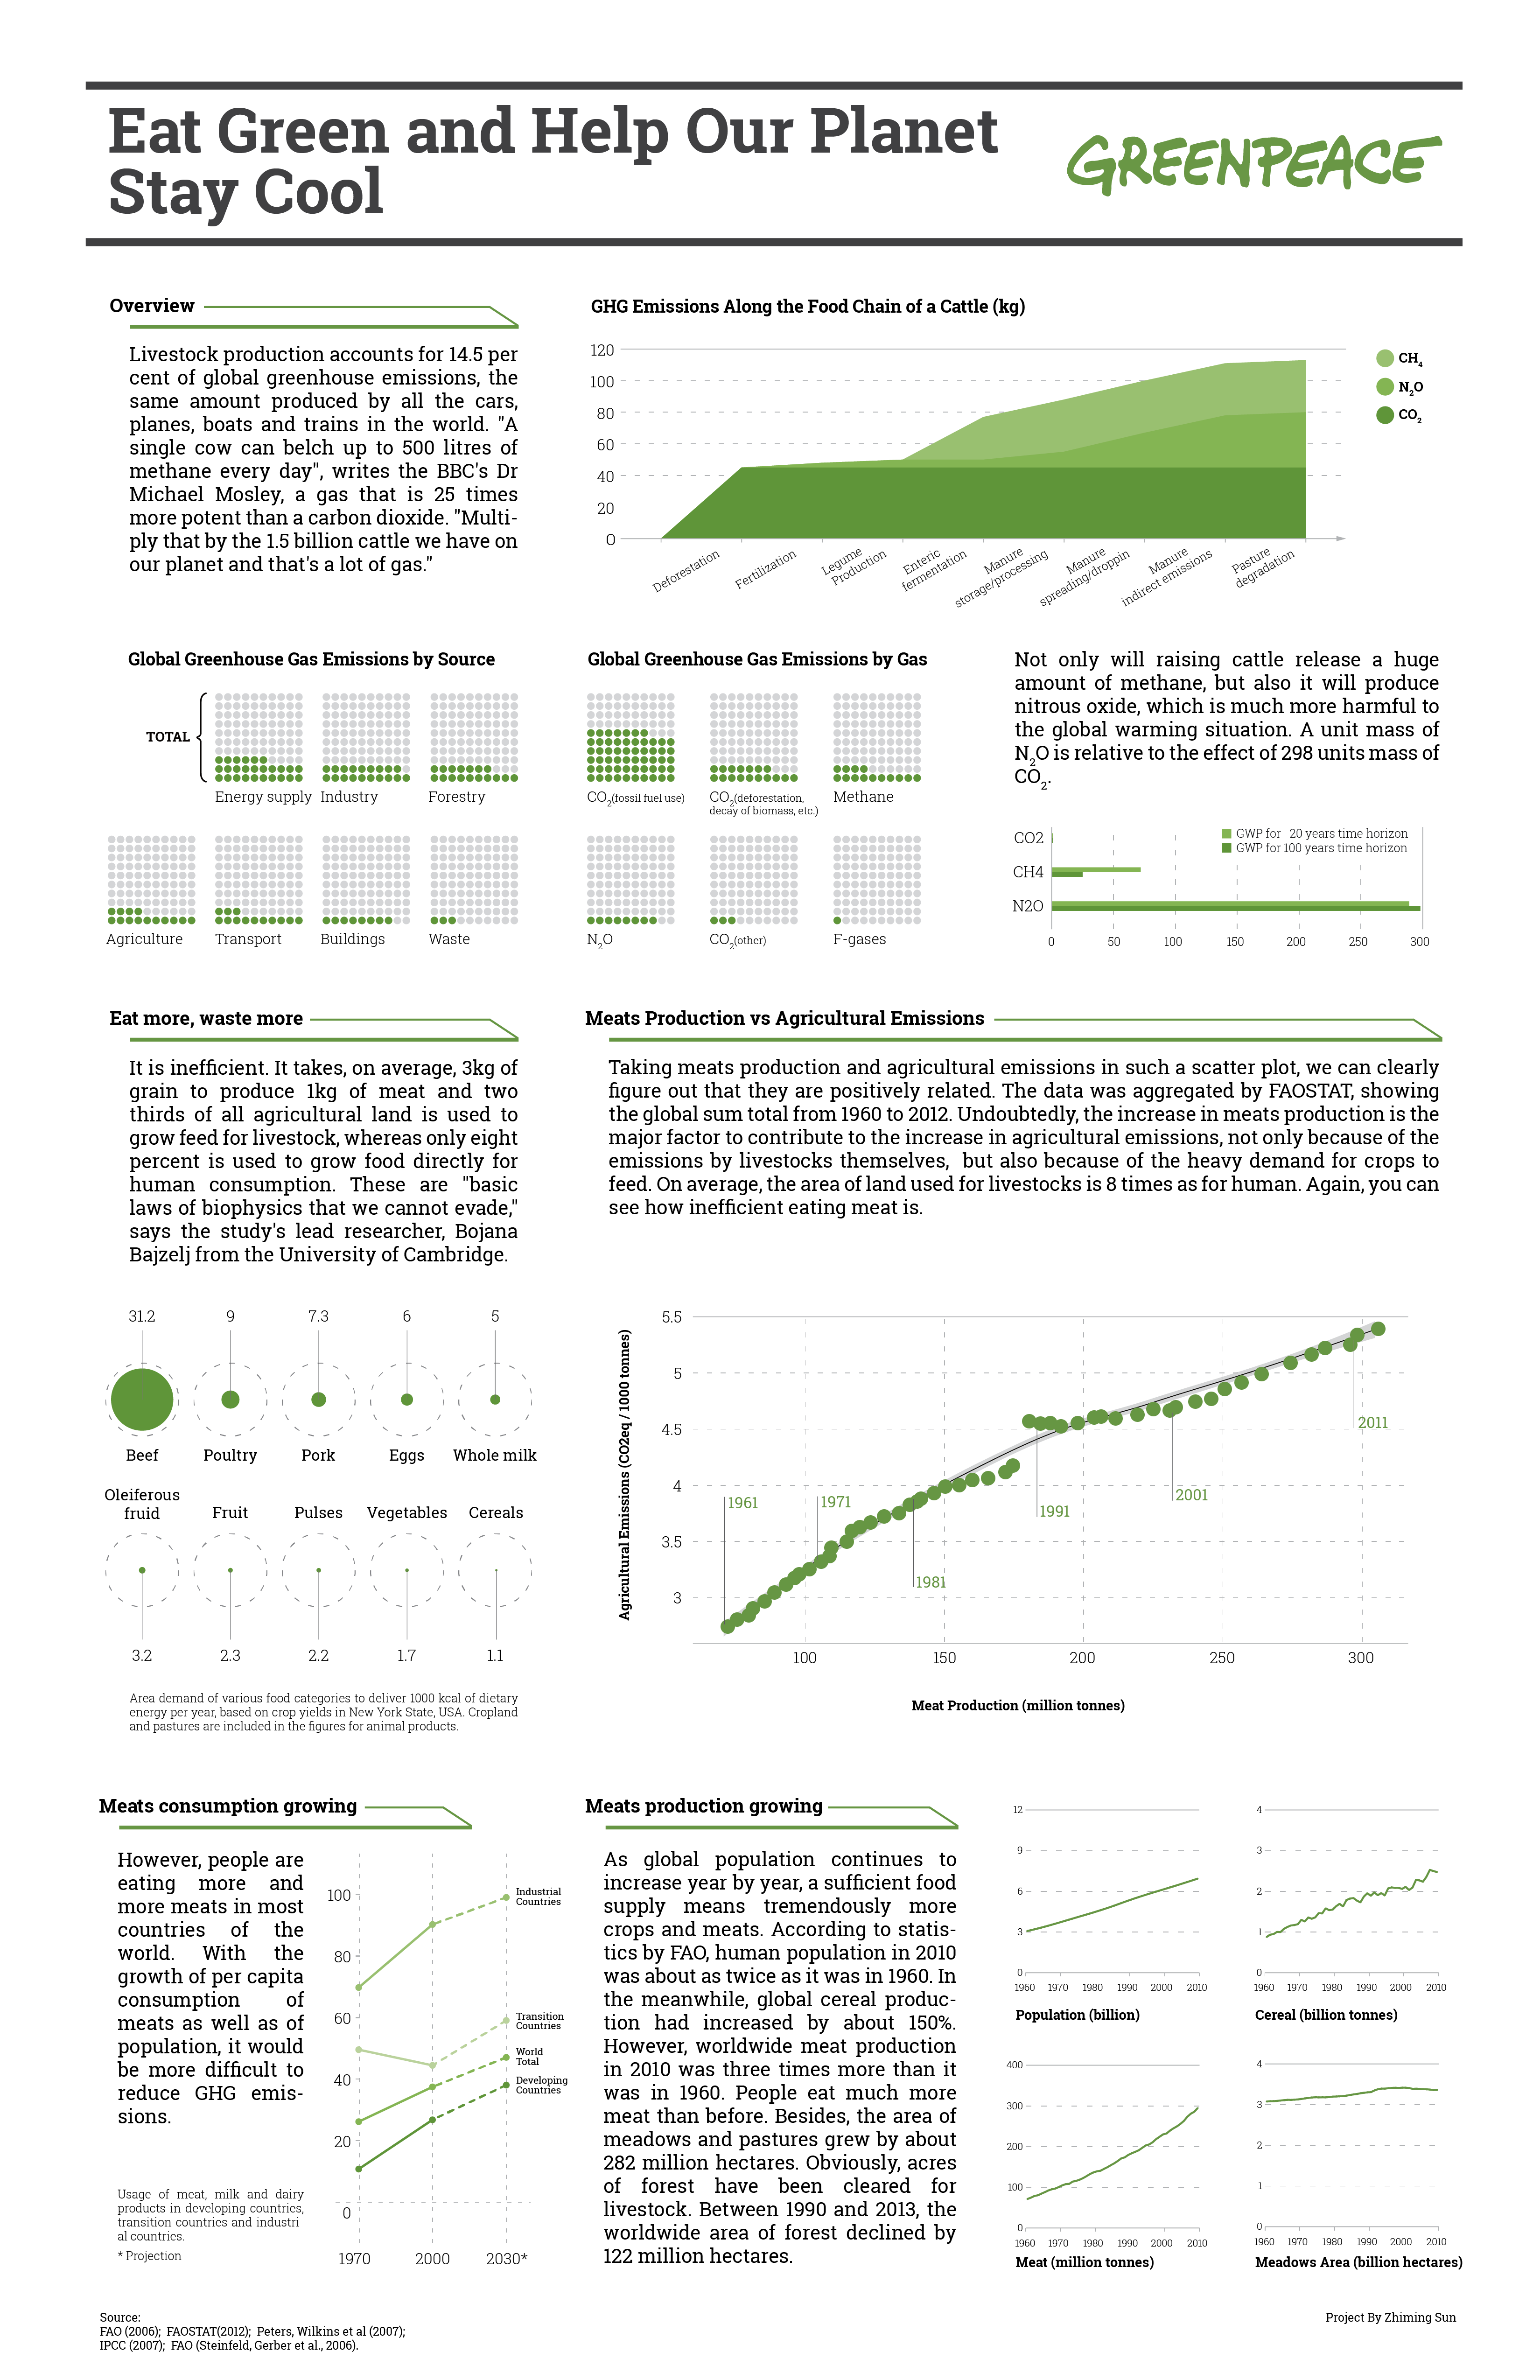 Eat Green and Help Our Planet
Stay Cool
GREENPEACE
Overview
Livestock production accounts for 14.5 per
cent of global greenhouse emissions, the
same amount produced by all the cars,
planes, boats and trains in the world. "A
single cow can belch up to 500 litres of
methane every day", writes the BBC's Dr
Michael Mosley, a gas that is 25 times
more potent than a carbon dioxide. "Multi-
ply that by the 1.5 billion cattle we have on
our planet and that's a lot of gas."
GHG Emissions Along the Food Chain of a Cattle (kg)
120
100
80
60
40
20
0
Deforestation
Fertilization
Legume
Production
Enteric
fermentation
Manure
storage/processing
Manure
spreading/droppin
Manure
indirect emissions
Pasture
degradation
CH4
N2O
CO2
Global Greenhouse Gas Emissions by Source
TOTAL
Energy supply Industry Forestry
Agriculture Transport Buildings Waste
Global Greenhouse Gas Emissions by Gas
CO2(fossil fuel use)
CO2(deforestation,
decay of biomass, etc.)
Methane
N2O CO2(other) F-gases
Not only will raising cattle release a huge
amount of methane, but also it will produce
nitrous oxide, which is much more harmful to
the global warming situation. A unit mass of
N2O is relative to the effect of 298 units mass of
CO2.
GWP for 20 years time horizon
GWP for 100 years time horizon
CO2
CH4
N2O
0 50 100 150 200 250 300
Eat more, waste more
It is inefficient. It takes, on average, 3kg of
grain to produce 1kg of meat and two
thirds of all agricultural land is used to
grow feed for livestock, whereas only eight
percent is used to grow food directly for
human consumption. These are "basic
laws of biophysics that we cannot evade,"
says the study's lead researcher, Bojana
Bajzelj from the University of Cambridge.
31.2 9 7.3 6 5
Beef Poultry Pork Eggs Whole milk
Oleiferous
fruid
Fruit Pulses Vegetables Cereals
3.2 2.3 2.2 1.7 1.1
Area demand of various food categories to deliver 1000 kcal of dietary
energy per year, based on crop yields in New York State, USA. Cropland
and pastures are included in the figures for animal products.
Meats Production vs Agricultural Emissions
Taking meats production and agricultural emissions in such a scatter plot, we can clearly
figure out that they are positively related. The data was aggregated by FAOSTAT, showing
the global sum total from 1960 to 2012. Undoubtedly, the increase in meats production is the
major factor to contribute to the increase in agricultural emissions, not only because of the
emissions by livestocks themselves, but also because of the heavy demand for crops to
feed. On average, the area of land used for livestocks is 8 times as for human. Again, you can
see how inefficient eating meat is.
Agricultural Emissions (CO2eq / 1000 tonnes)
5.5
5
4.5
4
3.5
3
1961
1971
1981
1991
2001
2011
100 150 200 250 300
Meat Production (million tonnes)
Meats consumption growing
However, people are
eating more and
more meats in most
countries of the
world. With the
growth of per capita
consumption of
meats as well as of
population, it would
be more difficult to
reduce GHG emis-
sions.
Usage of meat, milk and dairy
products in developing countries,
transition countries and industri-
al countries.
* Projection
100
80
60
40
20
0
Industrial
Countries
Transition
Countries
World
Total
Developing
Countries
1970 2000 2030*
Meats production growing
As global population continues to
increase year by year, a sufficient food
supply means tremendously more
crops and meats. According to statis-
tics by FAO, human population in 2010
was about as twice as it was in 1960. In
the meanwhile, global cereal produc-
tion had increased by about 150%.
However, worldwide meat production
in 2010 was three times more than it
was in 1960. People eat much more
meat than before. Besides, the area of
meadows and pastures grew by about
282 million hectares. Obviously, acres
of forest have been cleared for
livestock. Between 1990 and 2013, the
worldwide area of forest declined by
122 million hectares.
12
9
6
3
0
1960 1970 1980 1990 2000 2010
Population (billion)
4
3
2
1
0
1960 1970 1980 1990 2000 2010
Cereal (billion tonnes)
400
300
200
100
0
1960 1970 1980 1990 2000 2010
Meat (million tonnes)
4
3
2
1
0
1960 1970 1980 1990 2000 2010
Meadows Area (billion hectares)
Source:
FAO (2006); FAOSTAT(2012); Peters, Wilkins et al (2007);
IPCC (2007); FAO (Steinfeld, Gerber et al., 2006).
Project By Zhiming Sun